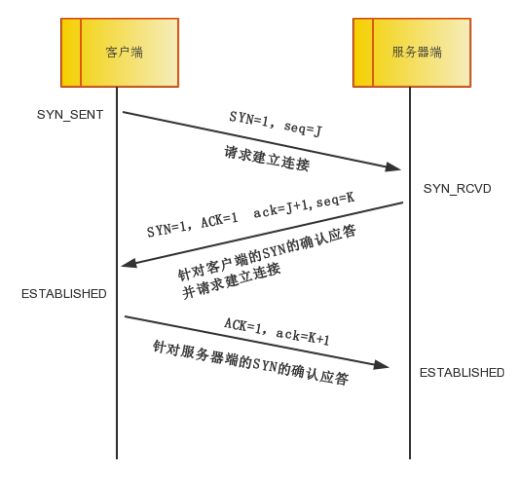 客户端
服务器端
SYN_SENT
SYN=1, seq=J
请求建立连接
SYN_RCVD
SYN=1, ACK=1 ack=J+1,seq=K
针对客户端的SYN的确认应答
并请求建立连接
ESTABLISHED
ACK=1, ack=K+1
针对服务器端的SYN的确认应答
ESTABLISHED